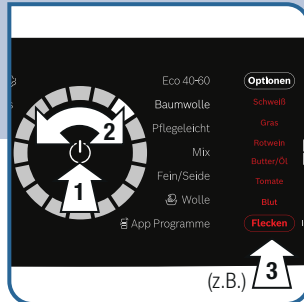 Eco 40-60
Baumwolle
Pflegeleicht
Mix
Fein/Seide
Wolle
App Programme
Optionen
Schweiß
Gras
Rotwein
Butter/Öl
Tomate
Blut
Flecken
1
2
(z.B.) 3